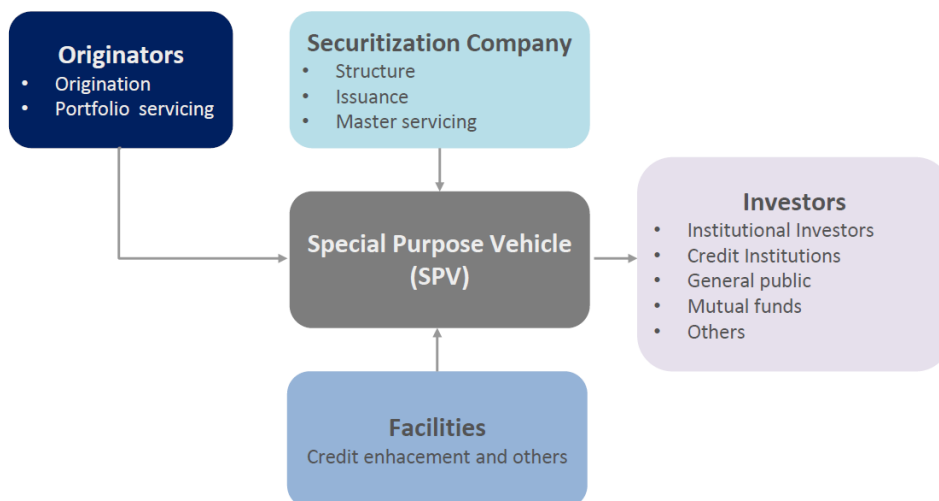 Originators
• Origination
• Portfolio servicing
Securitization Company
• Structure
• Issuance
• Master servicing
Special Purpose Vehicle
(SPV)
Investors
• Institutional Investors
• Credit Institutions
• General public
• Mutual funds
• Others
Facilities
Credit enhacement and others